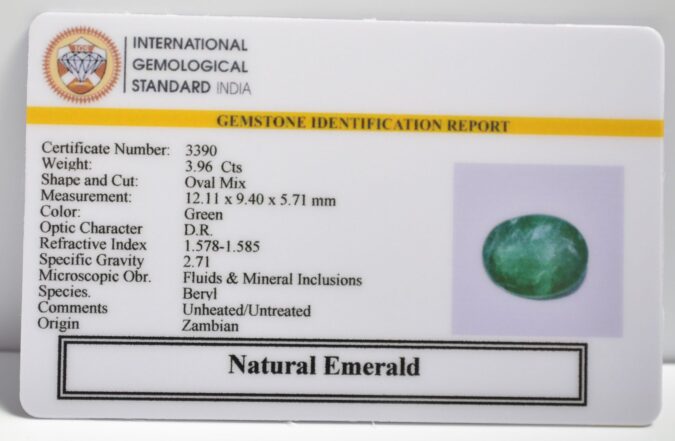 IGS
INTERNATIONAL
GEMOLOGICAL
STANDARD INDIA
GEMSTONE IDENTIFICATION REPORT
Certificate Number: 3390
Weight: 3.96 Cts
Shape and Cut: Oval Mix
Measurement: 12.11 x 9.40 x 5.71 mm
Color: Green
Optic Character D.R.
Refractive Index 1.578-1.585
Specific Gravity 2.71
Microscopic Obr. Fluids & Mineral Inclusions
Species. Beryl
Comments Unheated/Untreated
Origin Zambian
Natural Emerald